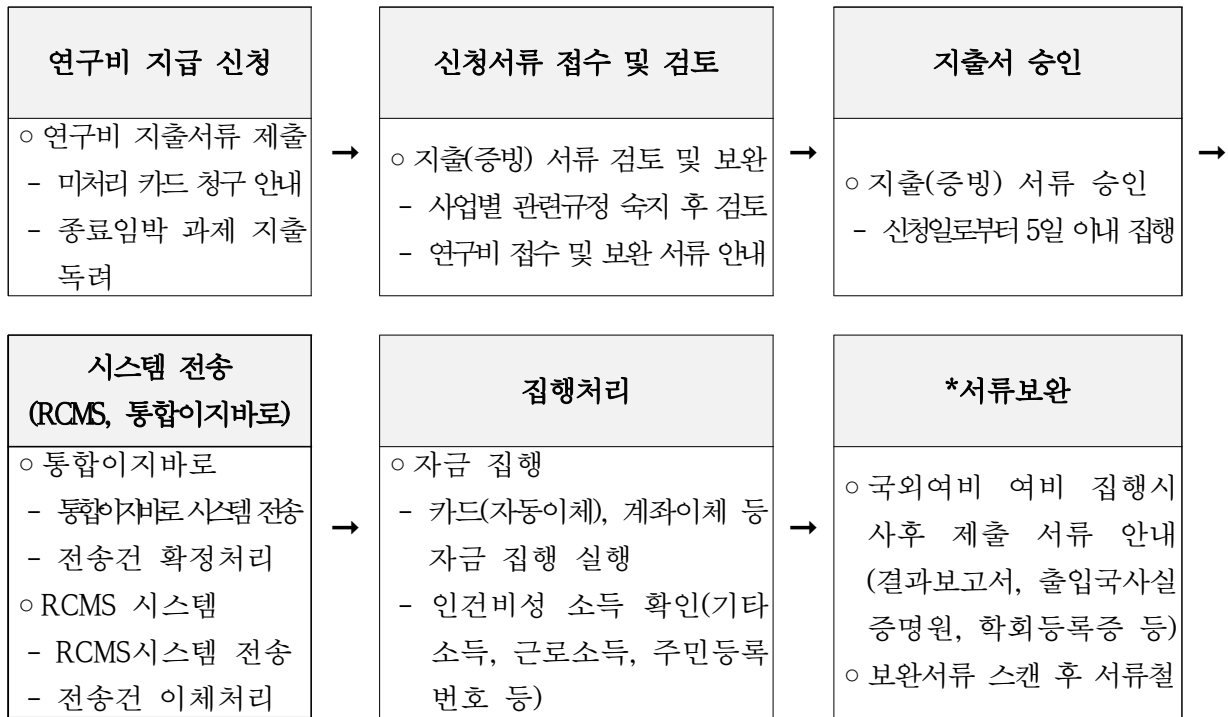 연구비 지급 신청
○ 연구비 지출서류 제출
- 미처리 카드 청구 안내
- 종료임박 과제 지출
독려
→
신청서류 접수 및 검토
○ 지출(증빙) 서류 검토 및 보완
- 사업별 관련규정 숙지 후 검토
- 연구비 접수 및 보완 서류 안내
→
지출서 승인
○ 지출(증빙) 서류 승인
- 신청일로부터 5일 이내 집행
→
시스템 전송
(RCMS, 통합이지바로)
○ 통합이지바로
- 통합이지바로 시스템 전송
- 전송건 확정처리
○ RCMS 시스템
- RCMS시스템 전송
- 전송건 이체처리
→
집행처리
○ 자금 집행
- 카드(자동이체), 계좌이체 등
자금 집행 실행
- 인건비성 소득 확인(기타
소득, 근로소득, 주민등록
번호 등)
→
*서류보완
○ 국외여비 여비 집행시
사후 제출 서류 안내
(결과보고서, 출입국사실
증명원, 학회등록증 등)
○ 보완서류 스캔 후 서류철